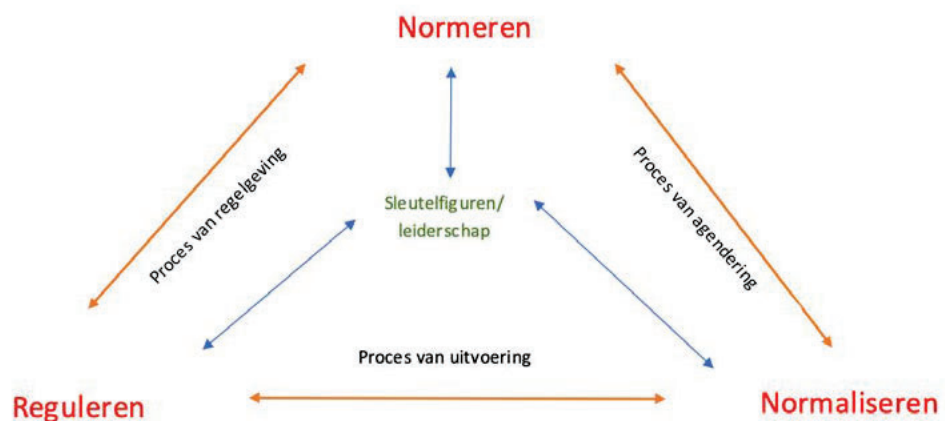 Normeren
Proces van regelgeving
Proces van agendering
Sleutelfiguren/
leiderschap
Proces van uitvoering
Reguleren
Normaliseren